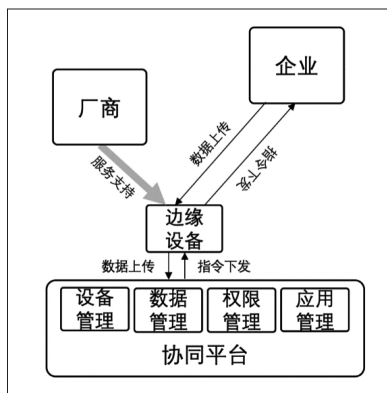 企业
厂商
数据上传
指令下发
服务支持
边缘
设备
数据上传
指令下发
设备
管理
数据
管理
权限
管理
应用
管理
协同平台